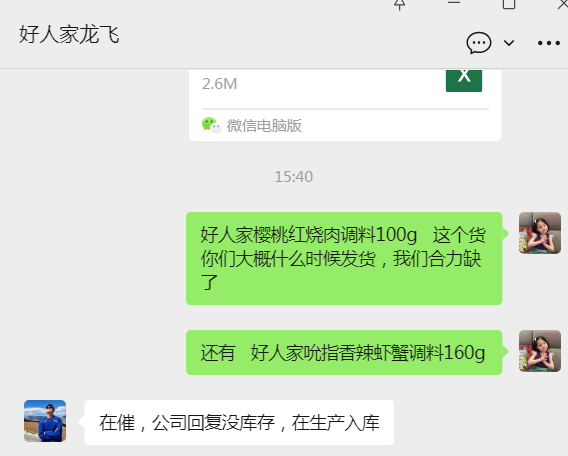 好人家龙飞
2.6M
X
微信电脑版
15:40
好人家樱桃红烧肉调料100g 这个货
你们大概什么时候发货，我们合力缺
了
还有 好人家吮指香辣虾蟹调料160g
在催，公司回复没库存，在生产入库